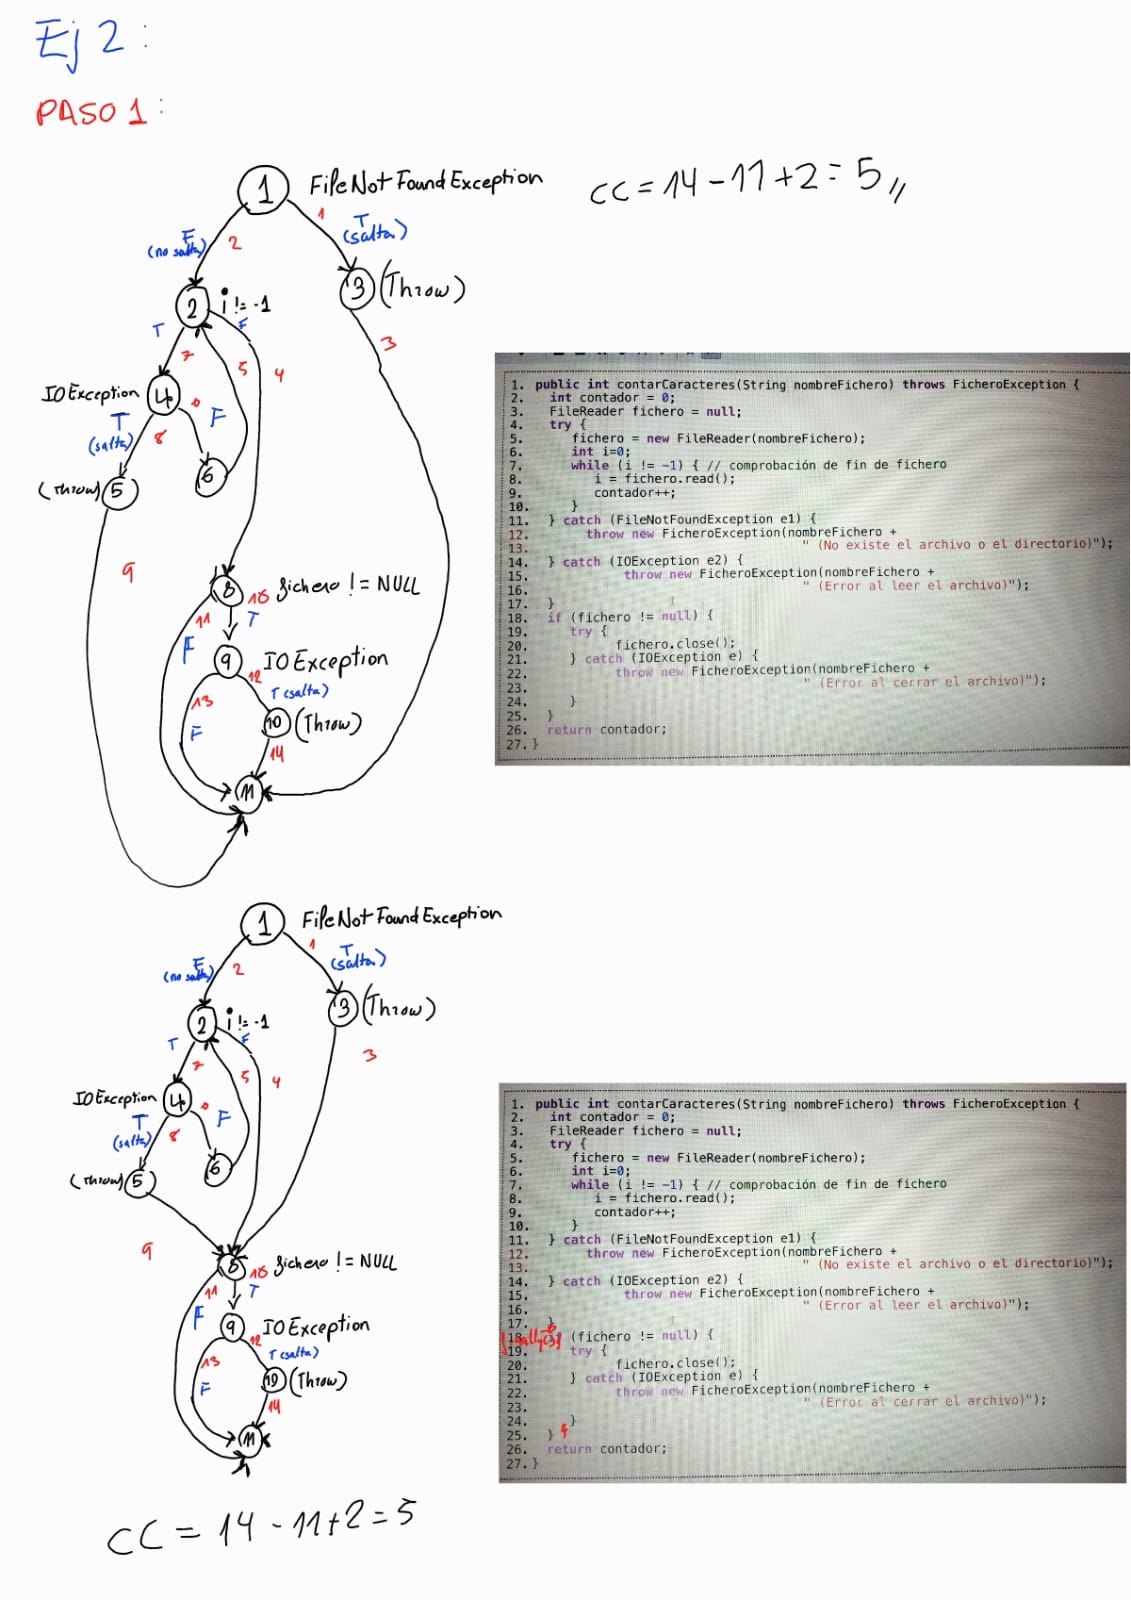 Ej 2 :
PASO 1 :
1 FileNotFoundException
CC = 14 - 11 + 2 = 5 //
1
T
(salta)
F
(no salta)
2
3 (Throw)
2 i != -1
T
F
3
7
5
4
IOException 4
T
(salta)
8
F
(Throw) 5
6
9
8 10 fichero != NULL
11
T
F
9 IOException
12
T (salta)
13
F
10 (Throw)
14
11
1. public int contarCaracteres(String nombreFichero) throws FicheroException {
2. int contador = 0;
3. FileReader fichero = null;
4. try {
5. fichero = new FileReader(nombreFichero);
6. int i=0;
7. while (i != -1) { // comprobación de fin de fichero
8. i = fichero.read();
9. contador++;
10. }
11. } catch (FileNotFoundException e1) {
12. throw new FicheroException(nombreFichero +
13. " (No existe el archivo o el directorio)");
14. } catch (IOException e2) {
15. throw new FicheroException(nombreFichero +
16. " (Error al leer el archivo)");
17. }
18. if (fichero != null) {
19. try {
20. fichero.close();
21. } catch (IOException e) {
22. throw new FicheroException(nombreFichero +
23. " (Error al cerrar el archivo)");
24. }
25. }
26. return contador;
27. }
1 FileNotFoundException
1
T
(salta)
F
(no salta)
2
3 (Throw)
2 i != -1
T
F
3
7
5
4
IOException 4
T
(salta)
8
F
(Throw) 5
6
9
8 10 fichero != NULL
11
T
F
9 IOException
12
T (salta)
13
F
10 (Throw)
14
11
1. public int contarCaracteres(String nombreFichero) throws FicheroException {
2. int contador = 0;
3. FileReader fichero = null;
4. try {
5. fichero = new FileReader(nombreFichero);
6. int i=0;
7. while (i != -1) { // comprobación de fin de fichero
8. i = fichero.read();
9. contador++;
10. }
11. } catch (FileNotFoundException e1) {
12. throw new FicheroException(nombreFichero +
13. " (No existe el archivo o el directorio)");
14. } catch (IOException e2) {
15. throw new FicheroException(nombreFichero +
16. " (Error al leer el archivo)");
17. }
18. (fichero != null) {
19. try {
20. fichero.close();
21. } catch (IOException e) {
22. throw new FicheroException(nombreFichero +
23. " (Error al cerrar el archivo)");
24. }
25. } }
26. return contador;
27. }
CC = 14 - 11 + 2 = 5